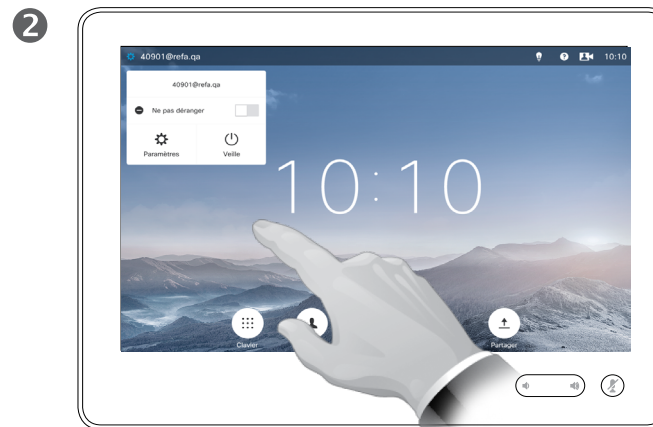 2
40901@refa.qa
10:10
40901@refa.qa
Ne pas déranger
Paramètres
Veille
10:10
Clavier
Partager